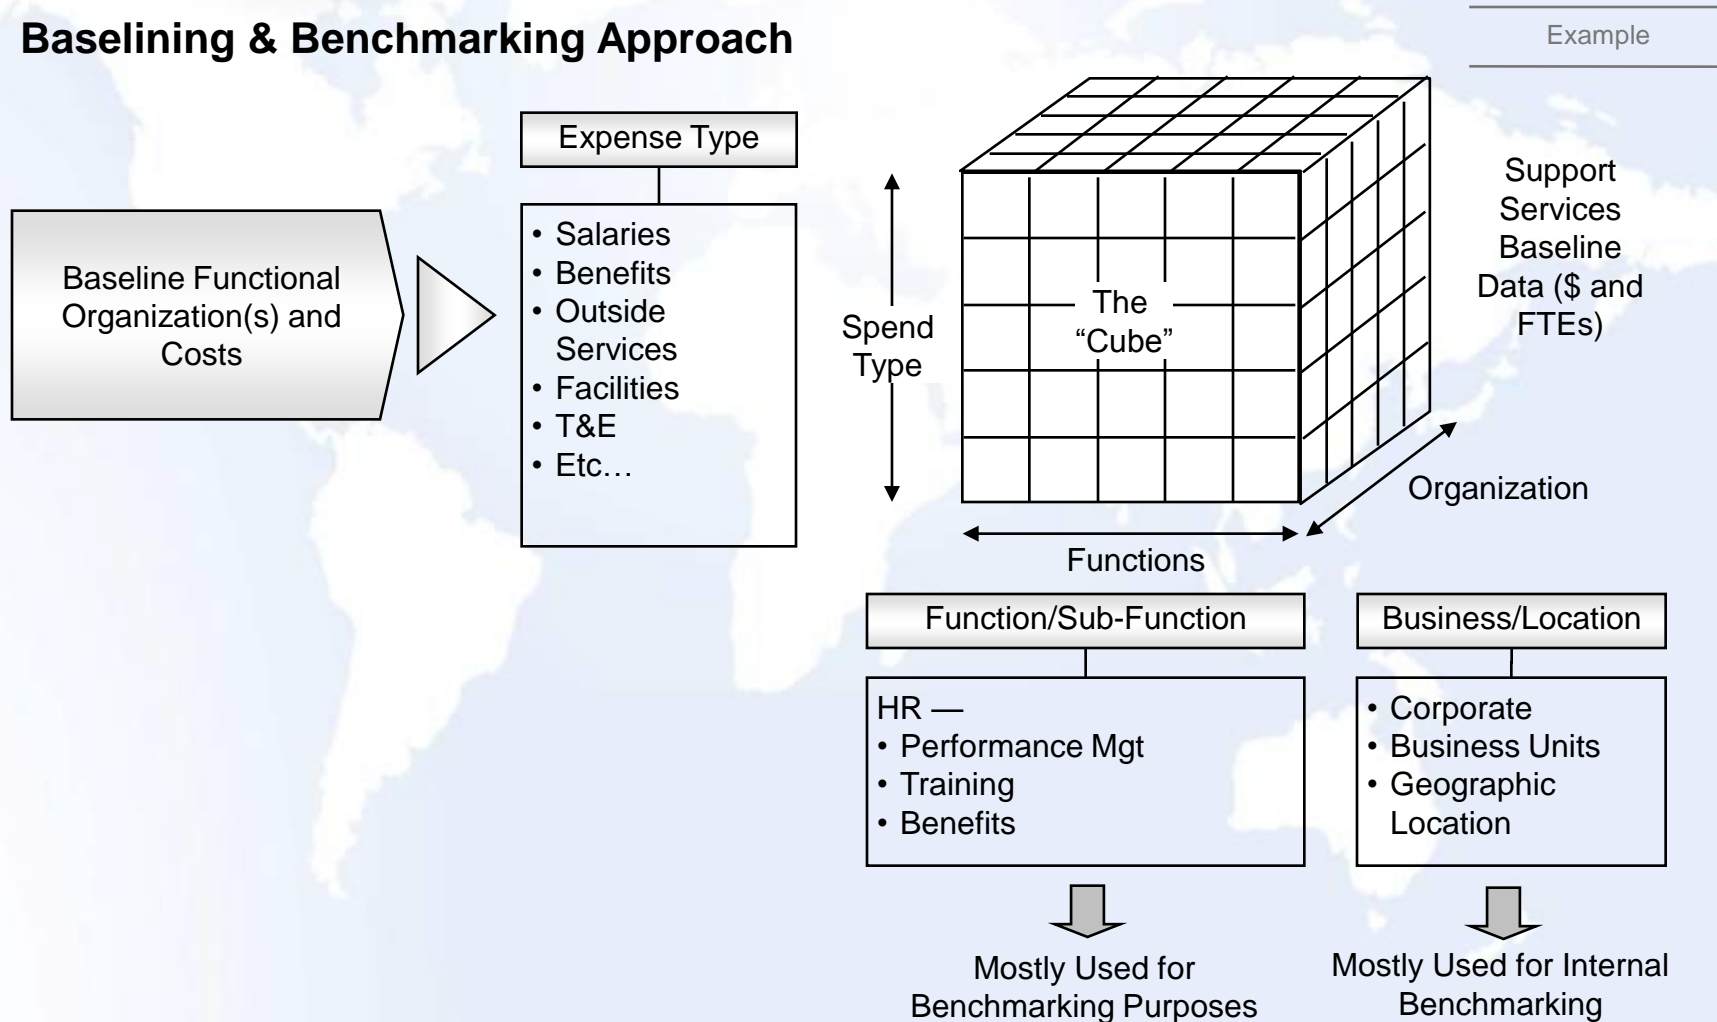 Baselining & Benchmarking Approach
Example
Expense Type
• Salaries
• Benefits
• Outside
Services
• Facilities
• T&E
• Etc…
Baseline Functional
Organization(s) and
Costs
Spend
Type
The
“Cube”
Support
Services
Baseline
Data ($ and
FTEs)
Organization
Functions
Function/Sub-Function
HR —
• Performance Mgt
• Training
• Benefits
Mostly Used for
Benchmarking Purposes
Business/Location
• Corporate
• Business Units
• Geographic
Location
Mostly Used for Internal
Benchmarking